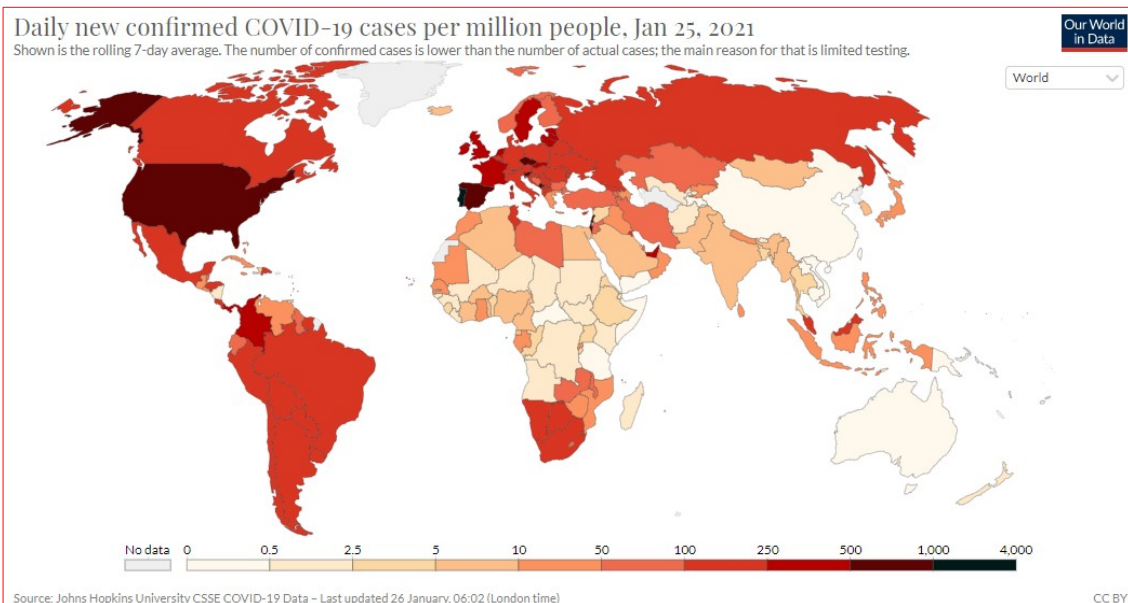 Daily new confirmed COVID-19 cases per million people, Jan 25, 2021
Shown is the rolling 7-day average. The number of confirmed cases is lower than the number of actual cases; the main reason for that is limited testing.
Our World
in Data
World
No data 0 0.5 2.5 5 10 50 100 250 500 1,000 4,000
Source: Johns Hopkins University CSSE COVID-19 Data – Last updated 26 January, 06:02 (London time) CC BY